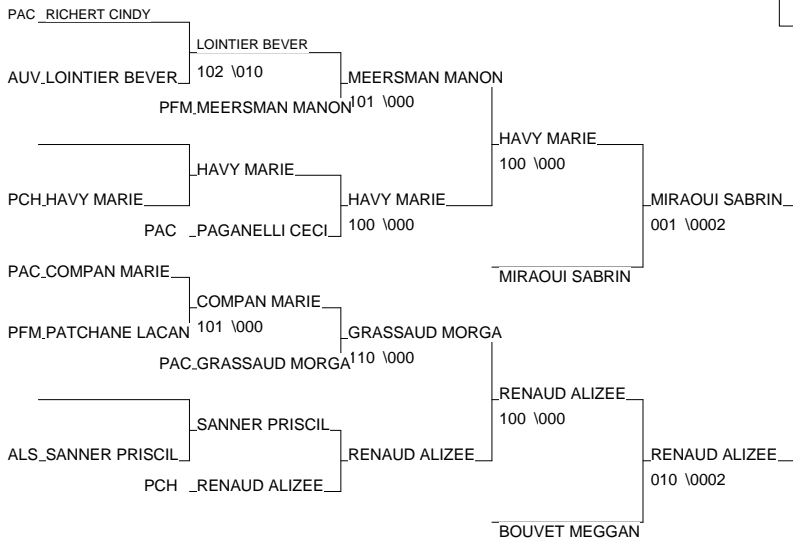 PAC RICHERT CINDY
LOINTIER BEVER
AUV LOINTIER BEVER 102 \010 MEERSMAN MANON
PFM MEERSMAN MANON 101 \000
HAVY MARIE
100 \000
HAVY MARIE
PCH HAVY MARIE HAVY MARIE MIRAOUI SABRIN
PAC PAGANELLI CECI 100 \000 001 \0002
PAC COMPAN MARIE MIRAOUI SABRIN
COMPAN MARIE
PFM PATCHANE LACAN 101 \000 GRASSAUD MORGA
PAC GRASSAUD MORGA 110 \000
RENAUD ALIZEE
100 \000
SANNER PRISCIL
ALS SANNER PRISCIL RENAUD ALIZEE RENAUD ALIZEE
PCH RENAUD ALIZEE 010 \0002
BOUVET MEGGAN